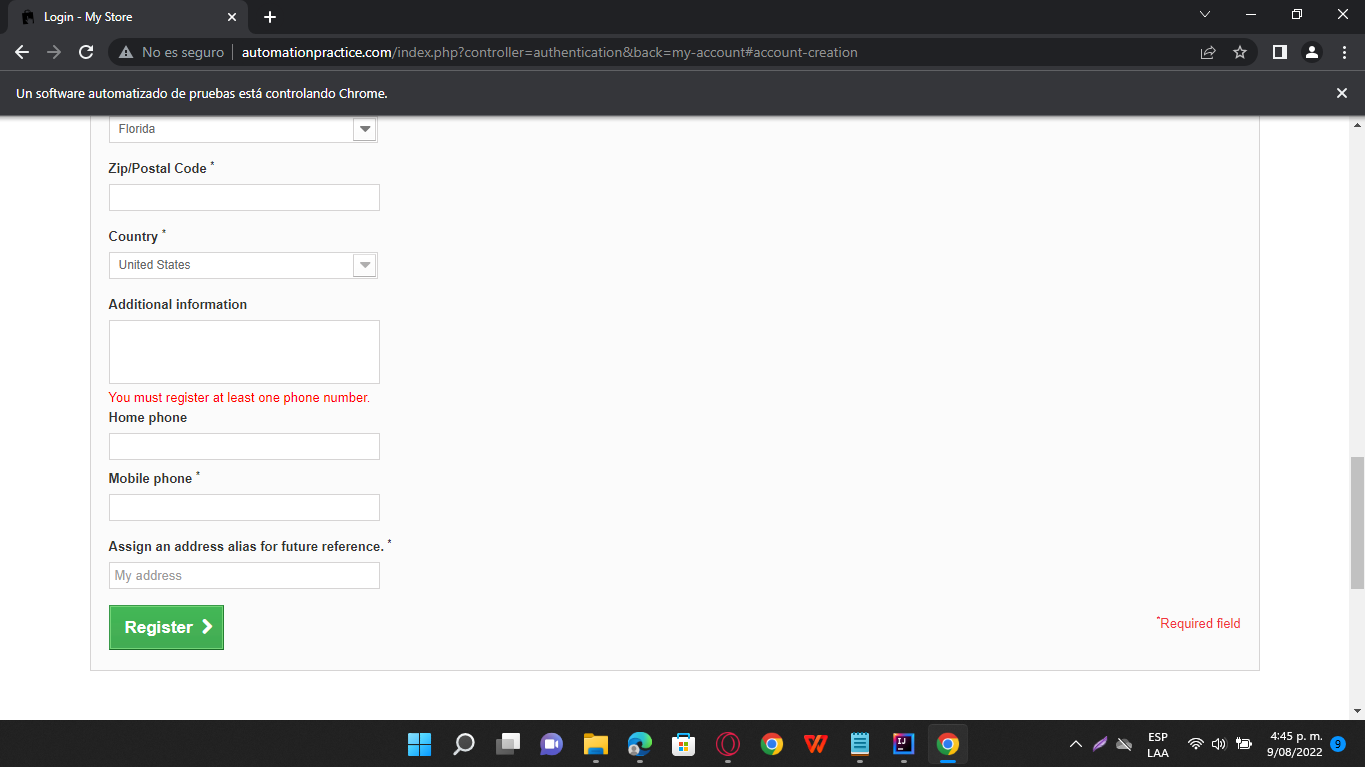 Login - My Store
No es seguro
automationpractice.com/index.php?controller=authentication&back=my-account#account-creation
Un software automatizado de pruebas está controlando Chrome.
Florida
Zip/Postal Code *
Country *
United States
Additional information
You must register at least one phone number.
Home phone
Mobile phone *
Assign an address alias for future reference. *
My address
Register
*Required field
ESP
LAA
4:45 p. m.
9/08/2022
9
IJ